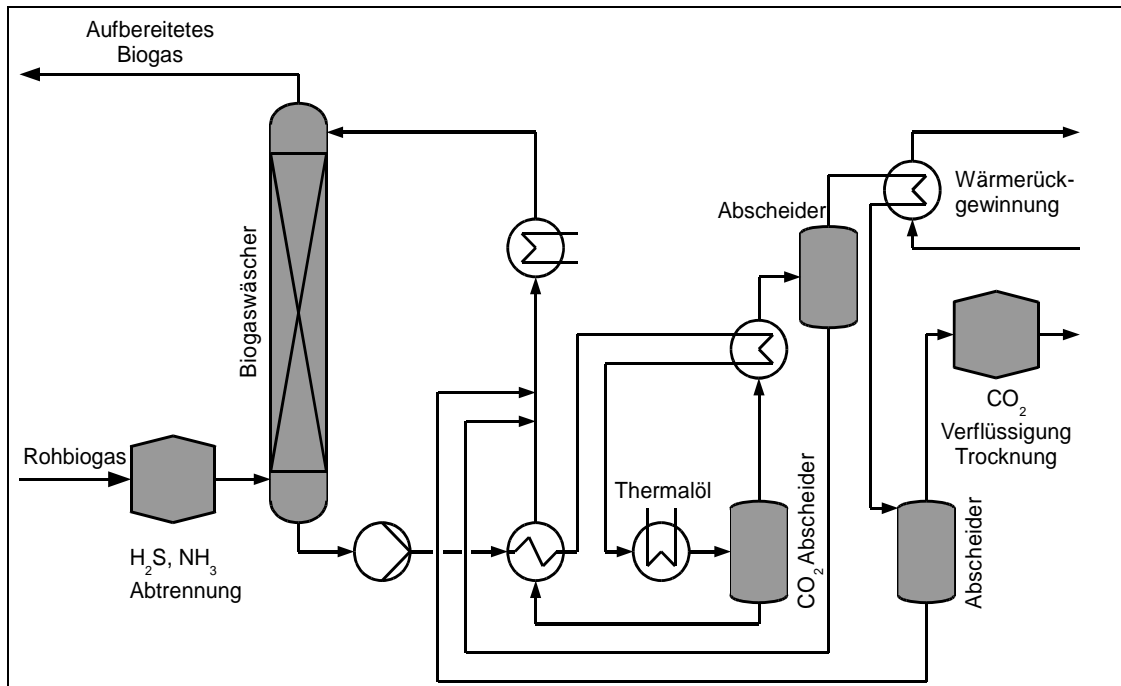 Aufbereitetes
Biogas
Biogaswäscher
Rohbiogas
H₂S, NH₃
Abtrennung
Thermalöl
CO₂ Abscheider
Abscheider
Wärmerück-
gewinnung
CO₂
Verflüssigung
Trocknung
Abscheider